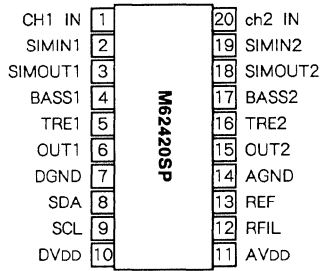 CH1 IN 1 20 ch2 IN
SIMIN1 2 19 SIMIN2
SIMOUT1 3 18 SIMOUT2
BASS1 4 17 BASS2
TRE1 5 16 TRE2
OUT1 6 15 OUT2
DGND 7 14 AGND
SDA 8 13 REF
SCL 9 12 RFIL
DVDD 10 11 AVDD
M62420SP